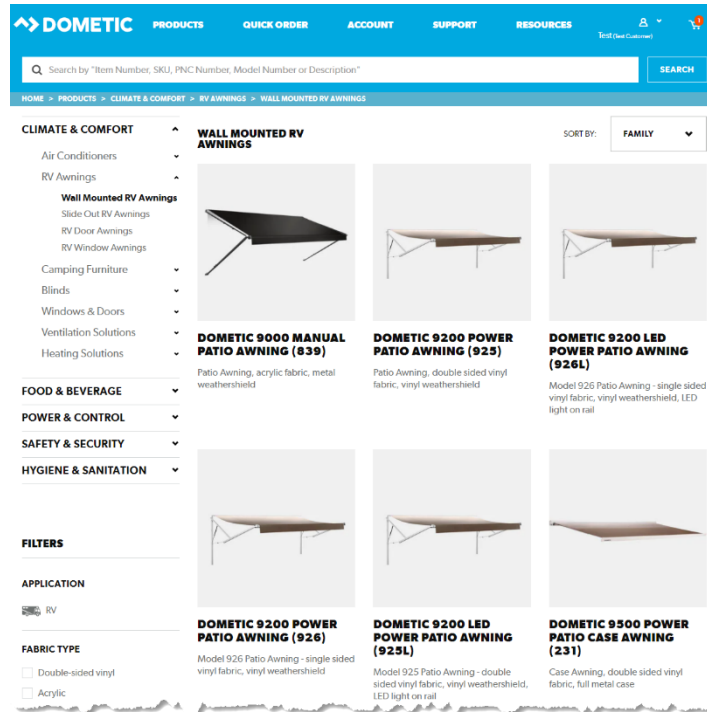 DOMETIC
PRODUCTS
QUICK ORDER
ACCOUNT
SUPPORT
RESOURCES
Test (Test Customer)
1
Search by "Item Number, SKU, PNC Number, Model Number or Description"
SEARCH
HOME > PRODUCTS > CLIMATE & COMFORT > RV AWNINGS > WALL MOUNTED RV AWNINGS
CLIMATE & COMFORT
Air Conditioners
RV Awnings
Wall Mounted RV Awnings
Slide Out RV Awnings
RV Door Awnings
RV Window Awnings
Camping Furniture
Blinds
Windows & Doors
Ventilation Solutions
Heating Solutions
FOOD & BEVERAGE
POWER & CONTROL
SAFETY & SECURITY
HYGIENE & SANITATION
FILTERS
APPLICATION
RV
FABRIC TYPE
Double-sided vinyl
Acrylic
WALL MOUNTED RV
AWNINGS
SORT BY:
FAMILY
DOMETIC 9000 MANUAL
PATIO AWNING (839)
Patio Awning, acrylic fabric, metal
weathershield
DOMETIC 9200 POWER
PATIO AWNING (925)
Patio Awning, double sided vinyl
fabric, vinyl weathershield
DOMETIC 9200 LED
POWER PATIO AWNING
(926L)
Model 926 Patio Awning - single sided
vinyl fabric, vinyl weathershield, LED
light on rail
DOMETIC 9200 POWER
PATIO AWNING (926)
Model 926 Patio Awning - single sided
vinyl fabric, vinyl weathershield
DOMETIC 9200 LED
POWER PATIO AWNING
(925L)
Model 925 Patio Awning - double
sided vinyl fabric, vinyl weathershield,
LED light on rail
DOMETIC 9500 POWER
PATIO CASE AWNING
(231)
Case Awning, double sided vinyl
fabric, full metal case